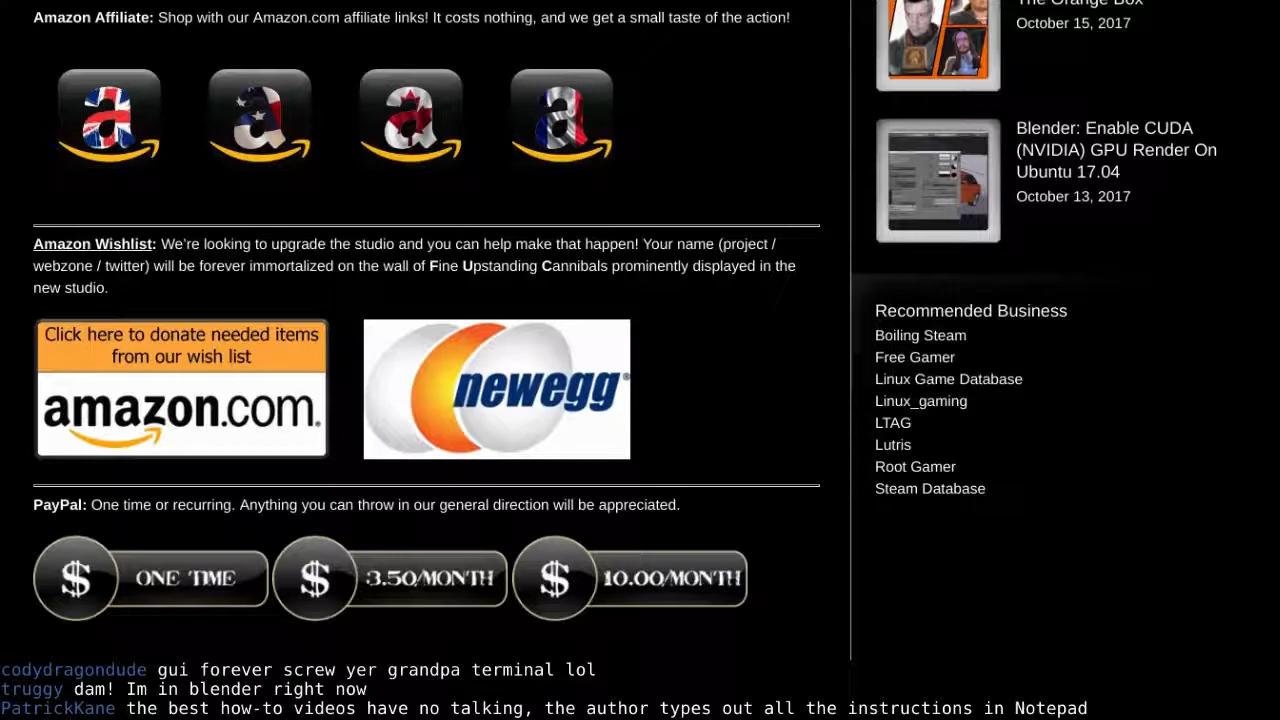 Amazon Affiliate: Shop with our Amazon.com affiliate links! It costs nothing, and we get a small taste of the action!
a a a a
Amazon Wishlist: We're looking to upgrade the studio and you can help make that happen! Your name (project /
webzone / twitter) will be forever immortalized on the wall of Fine Upstanding Cannibals prominently displayed in the
new studio.
Click here to donate needed items
from our wish list
amazon.com.
newegg®
PayPal: One time or recurring. Anything you can throw in our general direction will be appreciated.
$ ONE TIME $ 3.50/MONTH $ 10.00/MONTH
The Orange Box
October 15, 2017
Blender: Enable CUDA
(NVIDIA) GPU Render On
Ubuntu 17.04
October 13, 2017
Recommended Business
Boiling Steam
Free Gamer
Linux Game Database
Linux_gaming
LTAG
Lutris
Root Gamer
Steam Database
codydragondude gui forever screw yer grandpa terminal lol
truggy dam! Im in blender right now
PatrickKane the best how-to videos have no talking, the author types out all the instructions in Notepad